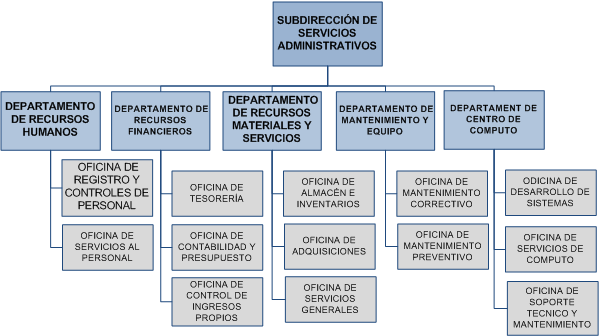 SUBDIRECCIÓN DE
SERVICIOS
ADMINISTRATIVOS
DEPARTAMENTO
DE RECURSOS
HUMANOS
DEPARTAMENTO DE
RECURSOS
FINANCIEROS
DEPARTAMENTO
DE RECURSOS
MATERIALES Y
SERVICIOS
DEPARTAMENTO DE
MANTENIMIENTO Y
EQUIPO
DEPARTAMENT DE
CENTRO DE
COMPUTO
OFICINA DE
REGISTRO Y
CONTROLES DE
PERSONAL
OFICINA DE
SERVICIOS AL
PERSONAL
OFICINA DE
TESORERÍA
OFICINA DE
CONTABILIDAD Y
PRESUPUESTO
OFICINA DE
CONTROL DE
INGRESOS
PROPIOS
OFICINA DE
ALMACÉN E
INVENTARIOS
OFICINA DE
ADQUISICIONES
OFICINA DE
SERVICIOS
GENERALES
OFICINA DE
MANTENIMIENTO
CORRECTIVO
OFICINA DE
MANTENIMIENTO
PREVENTIVO
ODICINA DE
DESARROLLO DE
SISTEMAS
OFICINA DE
SERVICIOS DE
COMPUTO
OFICINA DE
SOPORTE
TECNICO Y
MANTENIMIENTO